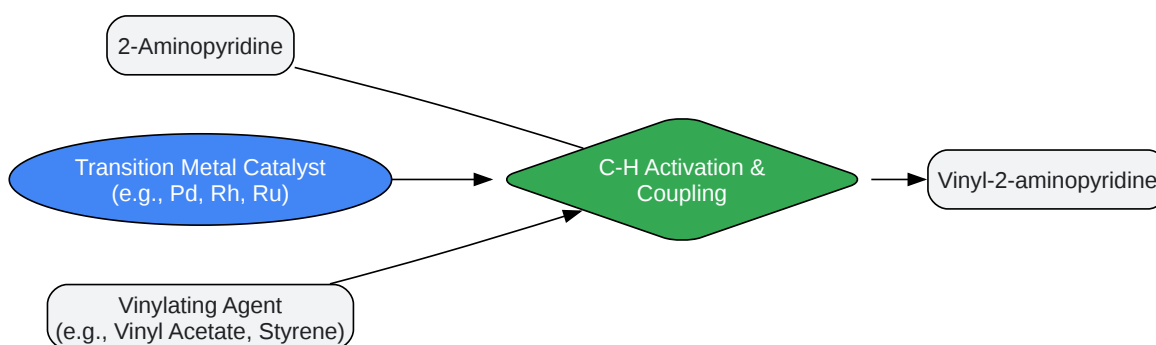 2-Aminopyridine
Transition Metal Catalyst
(e.g., Pd, Rh, Ru)
C-H Activation &
Coupling
Vinyl-2-aminopyridine
Vinylating Agent
(e.g., Vinyl Acetate, Styrene)